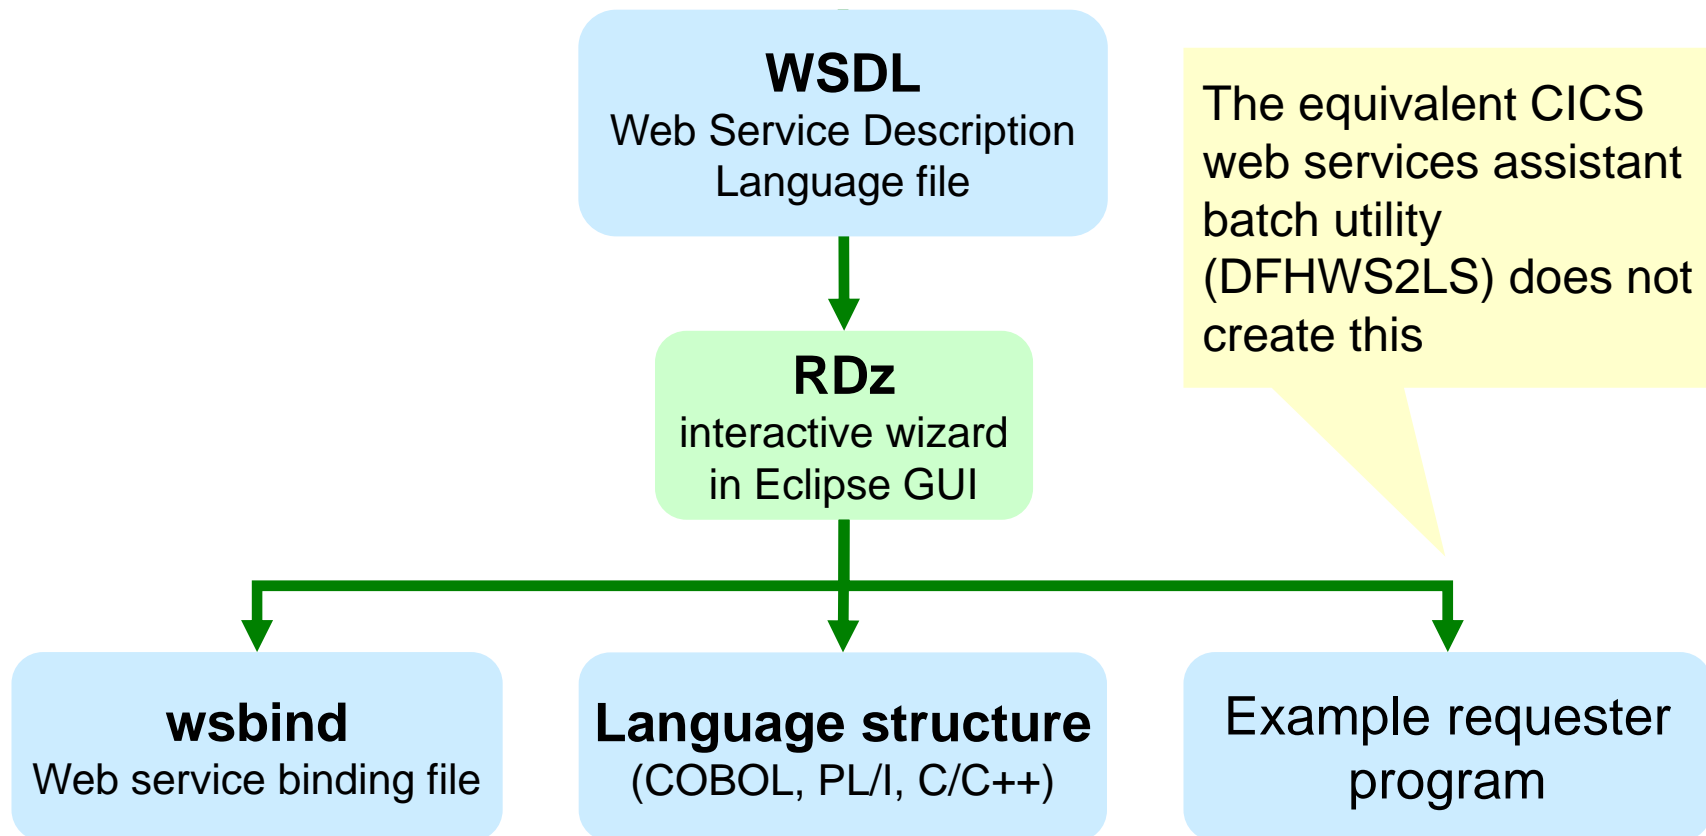 WSDL
Web Service Description
Language file
The equivalent CICS
web services assistant
batch utility
(DFHWS2LS) does not
create this
RDz
interactive wizard
in Eclipse GUI
wsbind
Web service binding file
Language structure
(COBOL, PL/I, C/C++)
Example requester
program